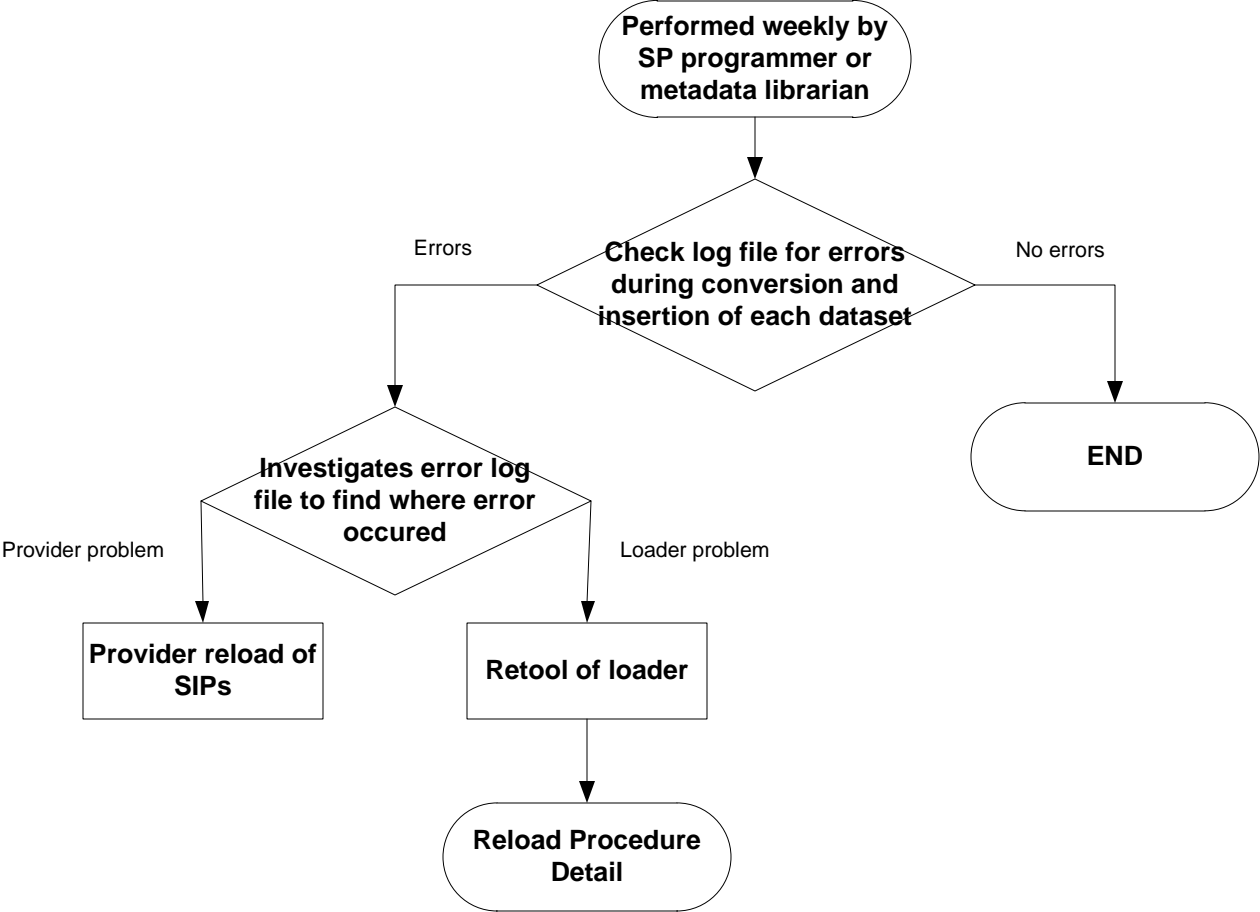 Performed weekly by
SP programmer or
metadata librarian
Errors
No errors
Check log file for errors
during conversion and
insertion of each dataset
END
Investigates error log
file to find where error
occured
Provider problem
Loader problem
Provider reload of
SIPs
Retool of loader
Reload Procedure
Detail